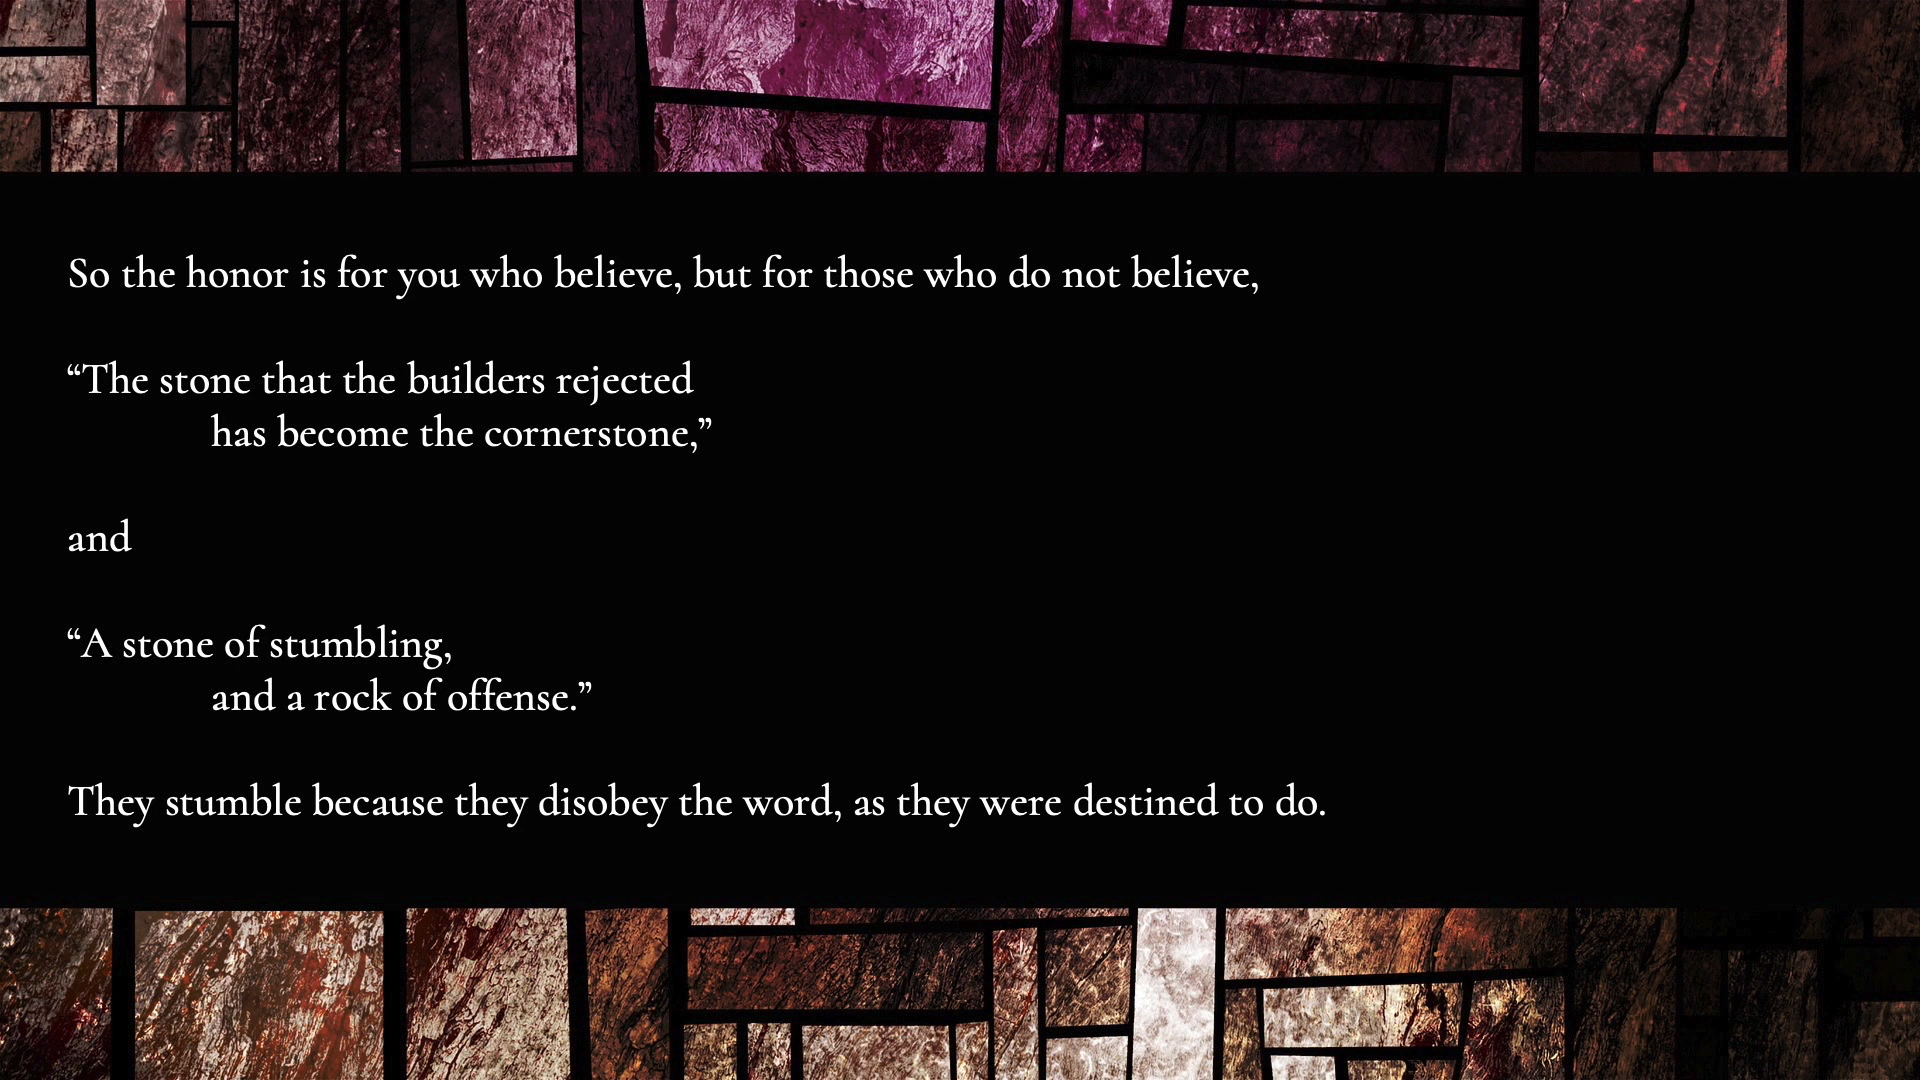 So the honor is for you who believe, but for those who do not believe,
“The stone that the builders rejected
has become the cornerstone,”
and
“A stone of stumbling,
and a rock of offense.”
They stumble because they disobey the word, as they were destined to do.